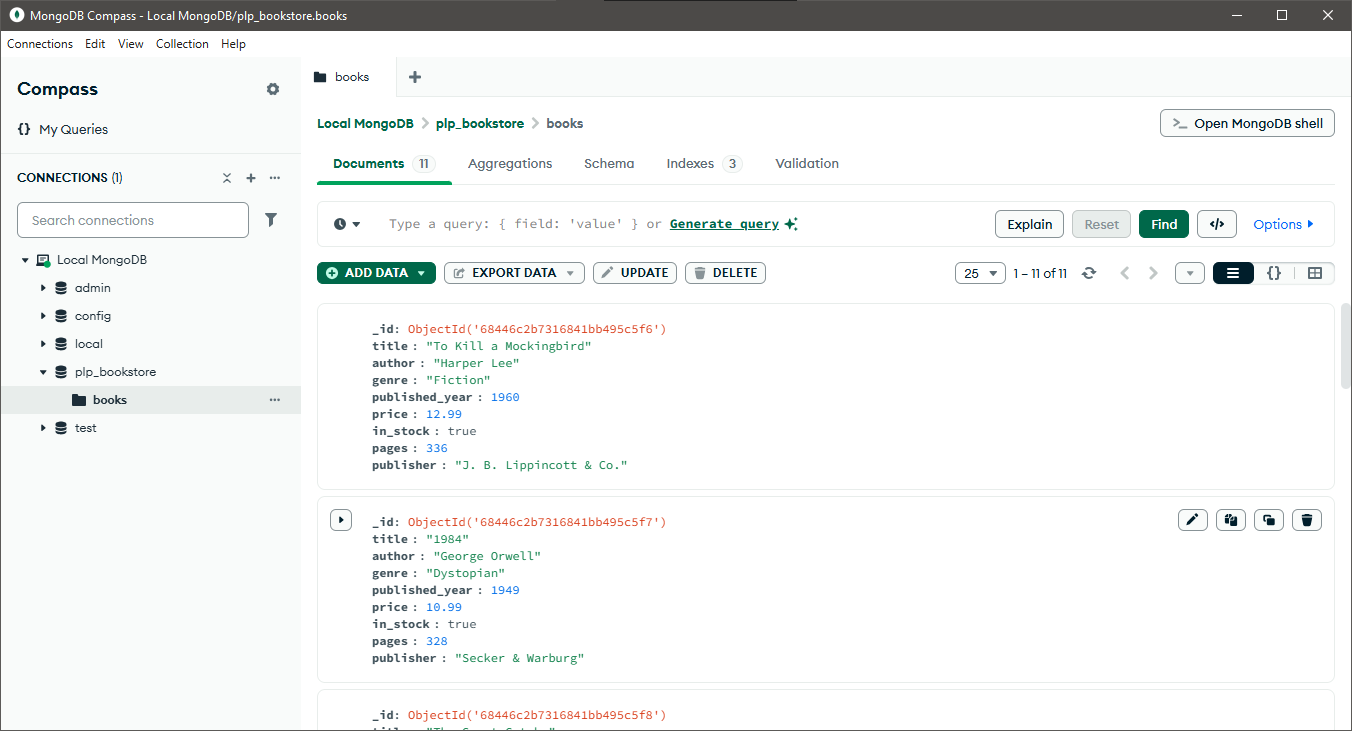 MongoDB Compass - Local MongoDB/plp_bookstore.books
Connections Edit View Collection Help
Compass
{} My Queries
CONNECTIONS (1)
Search connections
Local MongoDB
admin
config
local
plp_bookstore
books
test
books
Local MongoDB > plp_bookstore > books
>_ Open MongoDB shell
Documents 11 Aggregations Schema Indexes 3 Validation
Type a query: { field: 'value' } or Generate query
Explain Reset Find </> Options
ADD DATA EXPORT DATA UPDATE DELETE
25 1 – 11 of 11 {}
_id: ObjectId('68446c2b7316841bb495c5f6')
title : "To Kill a Mockingbird"
author : "Harper Lee"
genre : "Fiction"
published_year : 1960
price : 12.99
in_stock : true
pages : 336
publisher : "J. B. Lippincott & Co."
_id: ObjectId('68446c2b7316841bb495c5f7')
title : "1984"
author : "George Orwell"
genre : "Dystopian"
published_year : 1949
price : 10.99
in_stock : true
pages : 328
publisher : "Secker & Warburg"
_id: ObjectId('68446c2b7316841bb495c5f8')